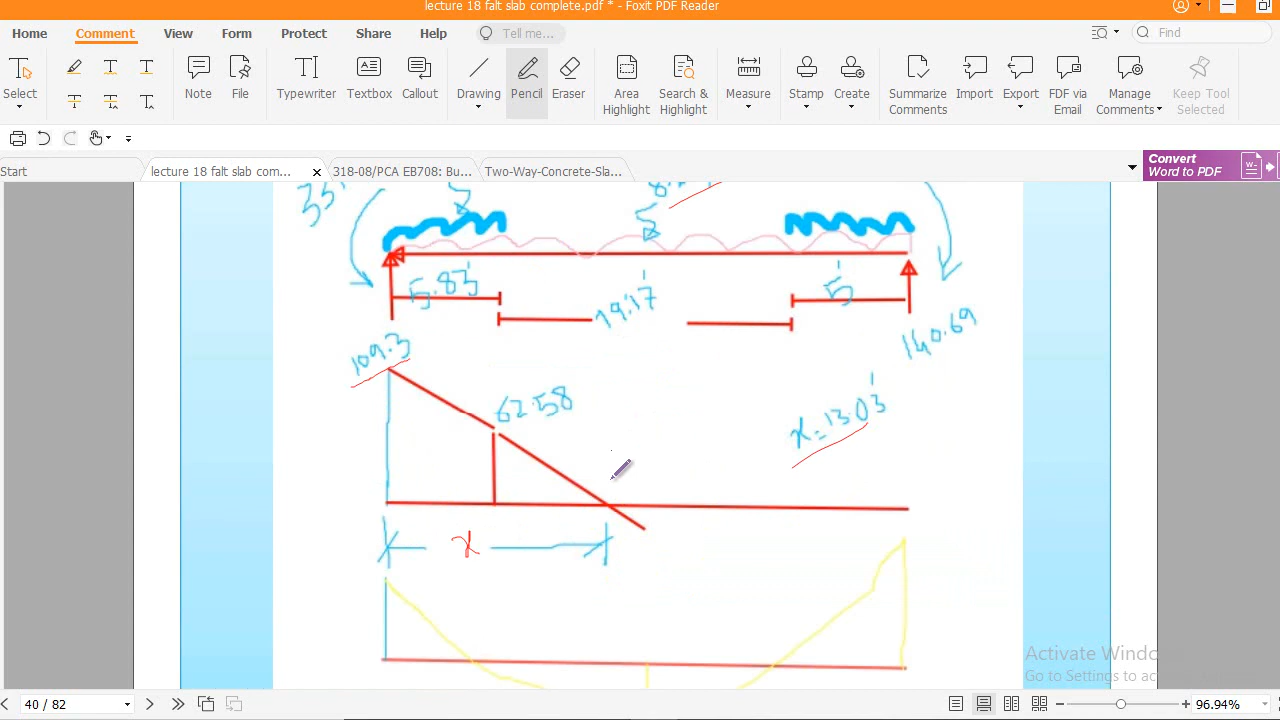 lecture 18 falt slab complete.pdf * - Foxit PDF Reader
Home Comment View Form Protect Share Help Tell me... Find
Select Note File Typewriter Textbox Callout Drawing Pencil Eraser Area Highlight Search & Highlight Measure Stamp Create Summarize Comments Import Export FDF via Email Manage Comments Keep Tool Selected
Start lecture 18 falt slab com... 318-08/PCA EB708: Bu... Two-Way-Concrete-Sla... Convert Word to PDF
5.83' 19.17' 5'
140.69
109.3
62.58
x = 13.03'
x
Activate Windo
Go to Settings to ac
40 / 82 96.94%